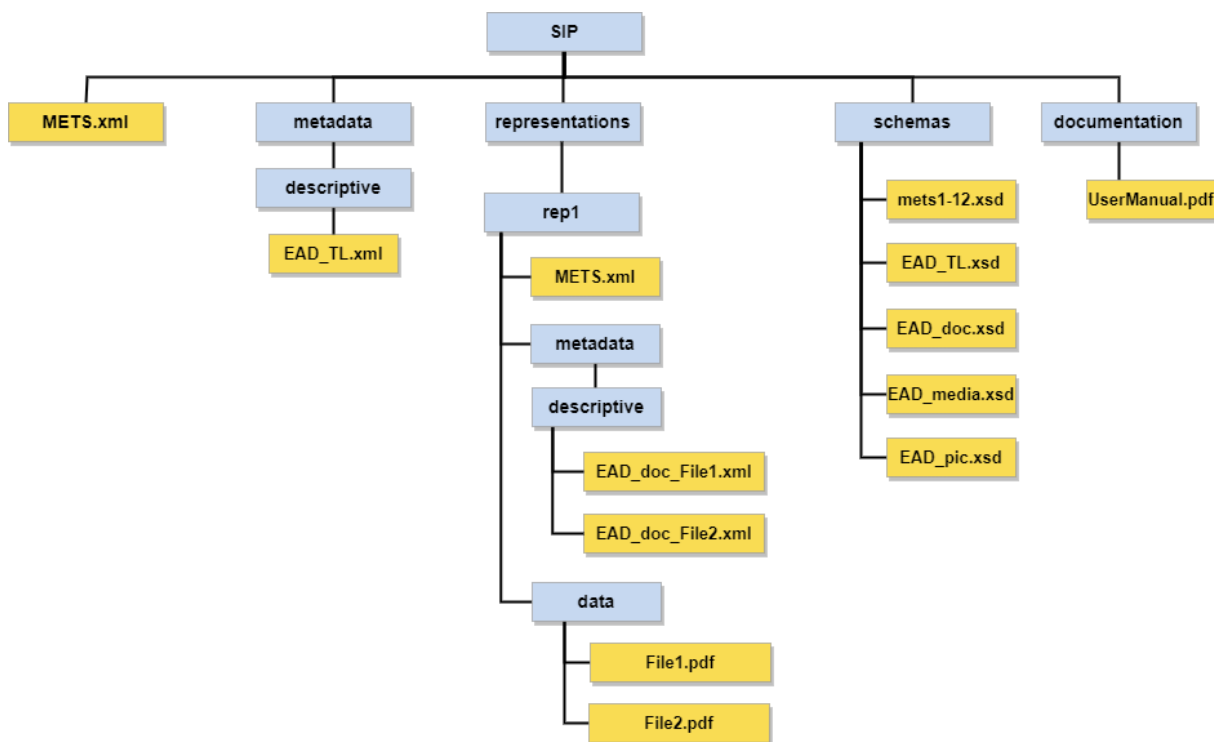 SIP
METS.xml
metadata
representations
schemas
documentation
descriptive
EAD_TL.xml
rep1
METS.xml
metadata
descriptive
EAD_doc_File1.xml
EAD_doc_File2.xml
data
File1.pdf
File2.pdf
mets1-12.xsd
EAD_TL.xsd
EAD_doc.xsd
EAD_media.xsd
EAD_pic.xsd
UserManual.pdf